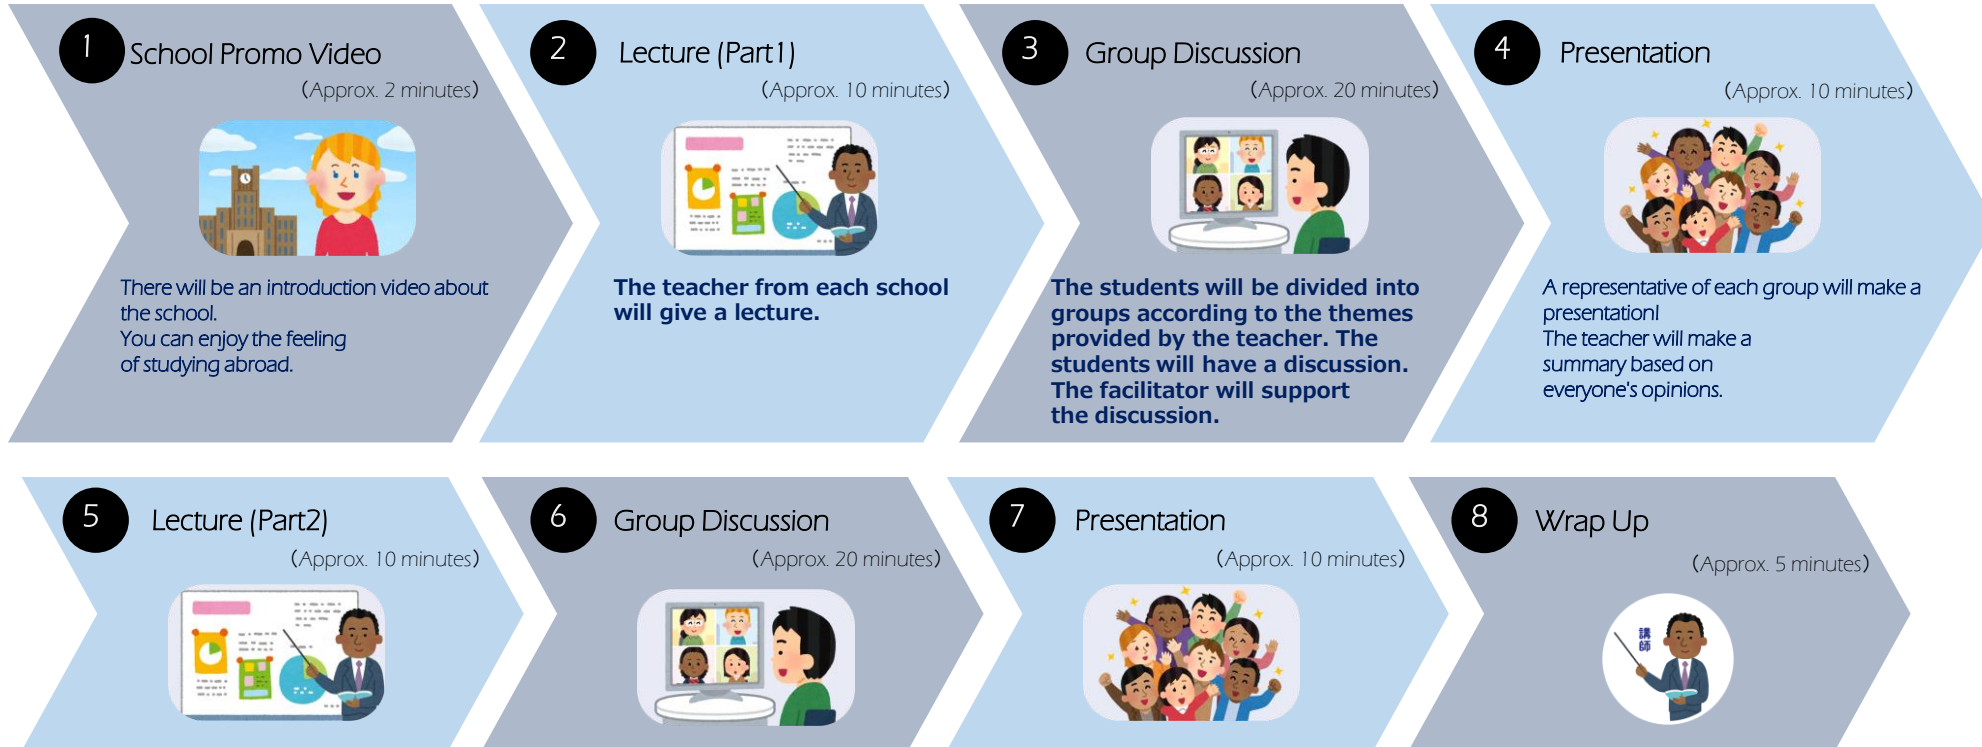 1
School Promo Video
(Approx. 2 minutes)
There will be an introduction video about
the school.
You can enjoy the feeling
of studying abroad.
2
Lecture (Part1)
(Approx. 10 minutes)
The teacher from each school
will give a lecture.
3
Group Discussion
(Approx. 20 minutes)
The students will be divided into
groups according to the themes
provided by the teacher. The
students will have a discussion.
The facilitator will support
the discussion.
4
Presentation
(Approx. 10 minutes)
A representative of each group will make a
presentation!
The teacher will make a
summary based on
everyone's opinions.
5
Lecture (Part2)
(Approx. 10 minutes)
6
Group Discussion
(Approx. 20 minutes)
7
Presentation
(Approx. 10 minutes)
8
Wrap Up
(Approx. 5 minutes)
講師